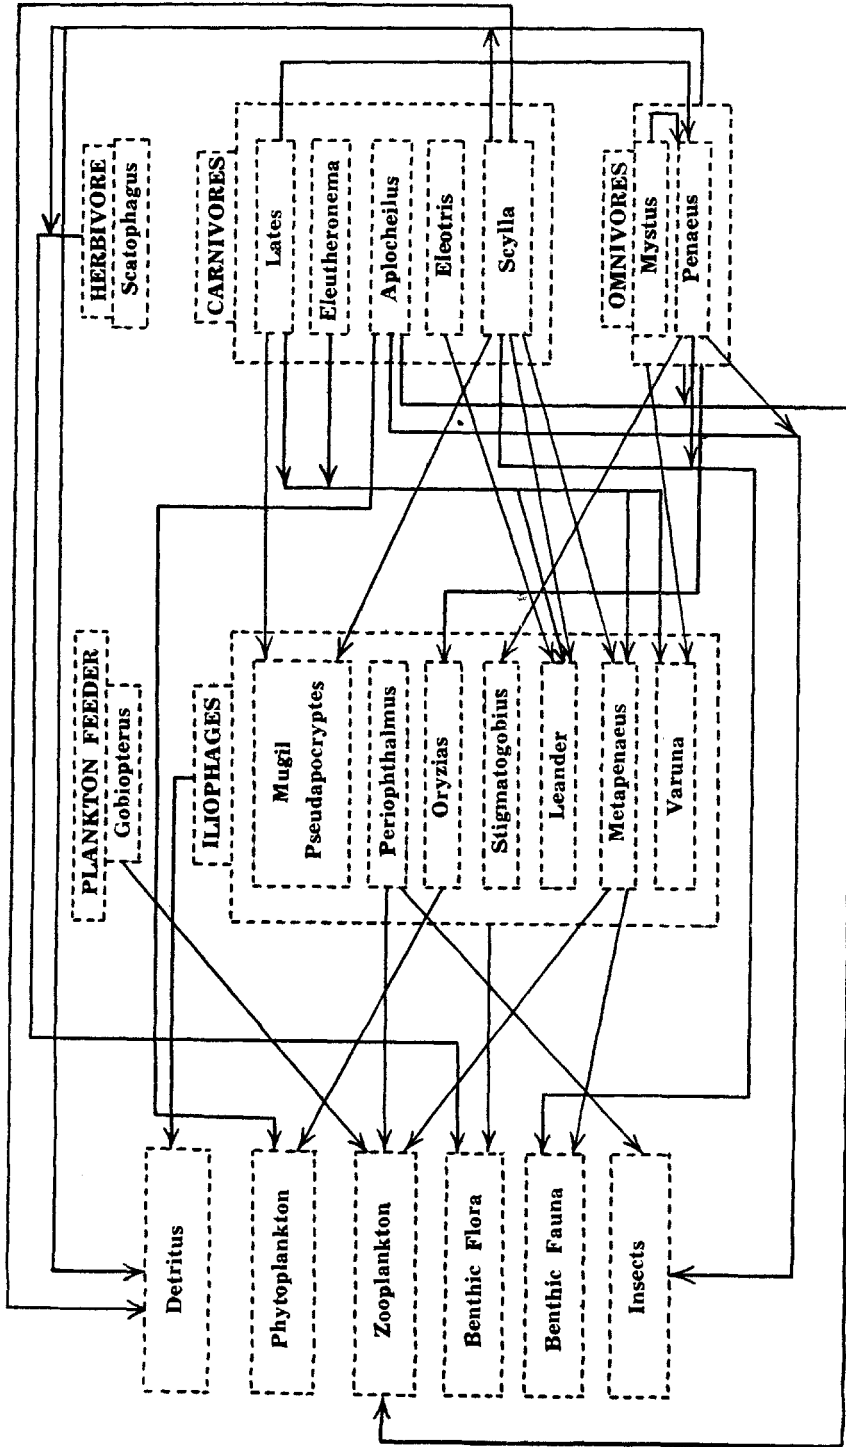 HERBIVORE
Scatophagus
CARNIVORES
Lates
Eleutheronema
Aplocheilus
Eleotris
Scylla
OMNIVORES
Mystus
Penaeus
PLANKTON FEEDER
Gobiopterus
ILIOPHAGES
Mugil
Pseudapocryptes
Periophthalmus
Oryzias
Stigmatogobius
Leander
Metapenaeus
Varuna
Detritus
Phytoplankton
Zooplankton
Benthic Flora
Benthic Fauna
Insects